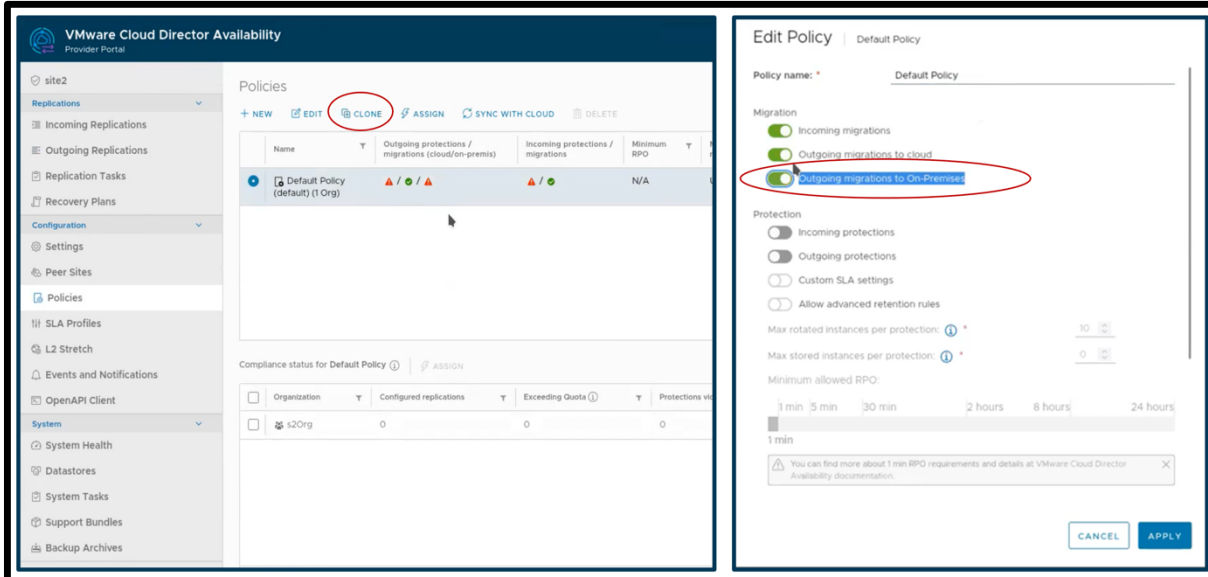 VMware Cloud Director Availability
Provider Portal
site2
Replications
Incoming Replications
Outgoing Replications
Replication Tasks
Recovery Plans
Configuration
Settings
Peer Sites
Policies
SLA Profiles
L2 Stretch
Events and Notifications
OpenAPI Client
System
System Health
Datastores
System Tasks
Support Bundles
Backup Archives
Policies
+ NEW EDIT CLONE ASSIGN SYNC WITH CLOUD DELETE
Name Outgoing protections / Incoming protections / Minimum
migrations (cloud/on-premis) migrations RPO
Default Policy / / / N/A
(default) (1 Org)
Compliance status for Default Policy ASSIGN
Organization Configured replications Exceeding Quota Protections
s2Org 0 0 0
Edit Policy | Default Policy
Policy name: * Default Policy
Migration
Incoming migrations
Outgoing migrations to cloud
Outgoing migrations to On-Premises
Protection
Incoming protections
Outgoing protections
Custom SLA settings
Allow advanced retention rules
Max rotated instances per protection: * 10
Max stored instances per protection: * 0
Minimum allowed RPO:
1 min 5 min 30 min 2 hours 8 hours 24 hours
1 min
You can find more about 1 min RPO requirements and details at VMware Cloud Director
Availability documentation.
CANCEL APPLY